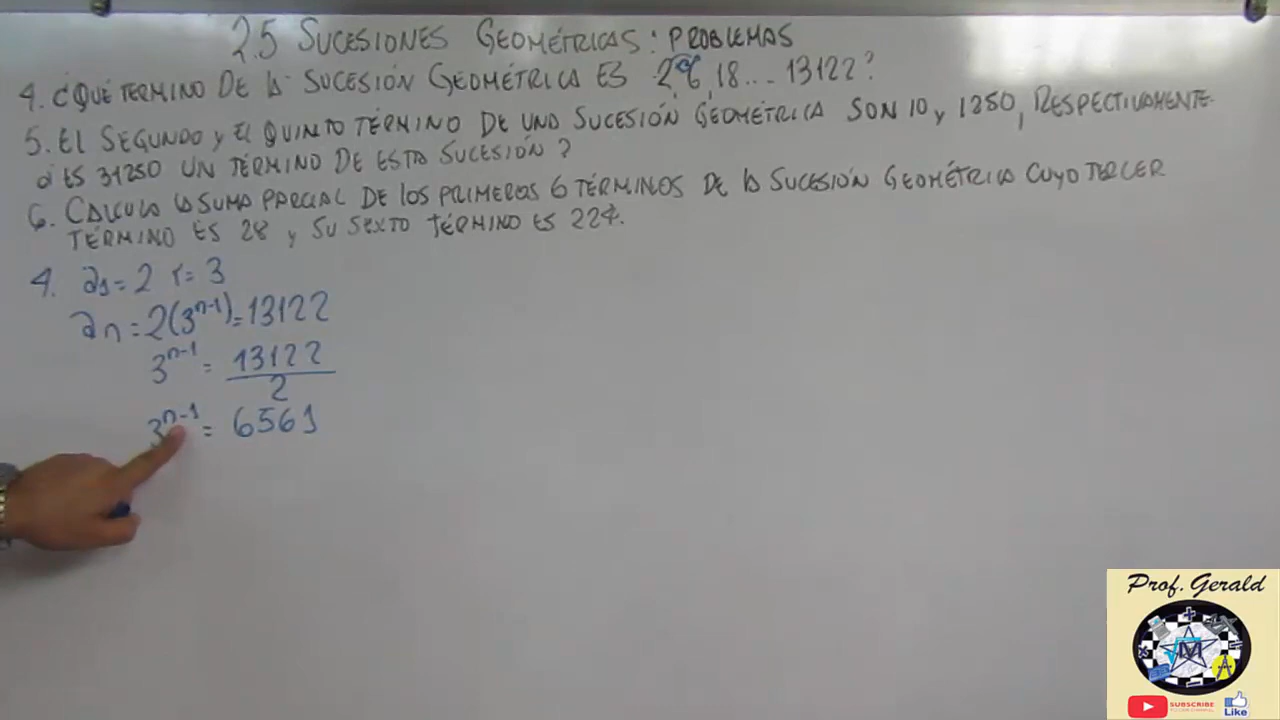 2.5 SUCESIONES GEOMÉTRICAS: PROBLEMAS
4. ¿QUÉ TERMINO DE LA SUCESIÓN GEOMÉTRICA ES 2,6,18... 13122?
5. EL SEGUNDO y EL QUINTO TÉRMINO DE UNA SUCESIÓN GEOMÉTRICA SON 10 y 1250, RESPECTIVAMENTE.
¿ES 31250 UN TÉRMINO DE ESTA SUCESIÓN?
6. CALCULA LA SUMA PARCIAL DE LOS PRIMEROS 6 TÉRMINOS DE LA SUCESIÓN GEOMÉTRICA CUYO TERCER
TÉRMINO ES 28 y SU SEXTO TÉRMINO ES 224.
4. a1=2 r=3
an=2(3^n-1)=13122
3^n-1 = 13122
2
3^n-1 = 6561
Prof. Gerald
M
SUBSCRIBE
Like